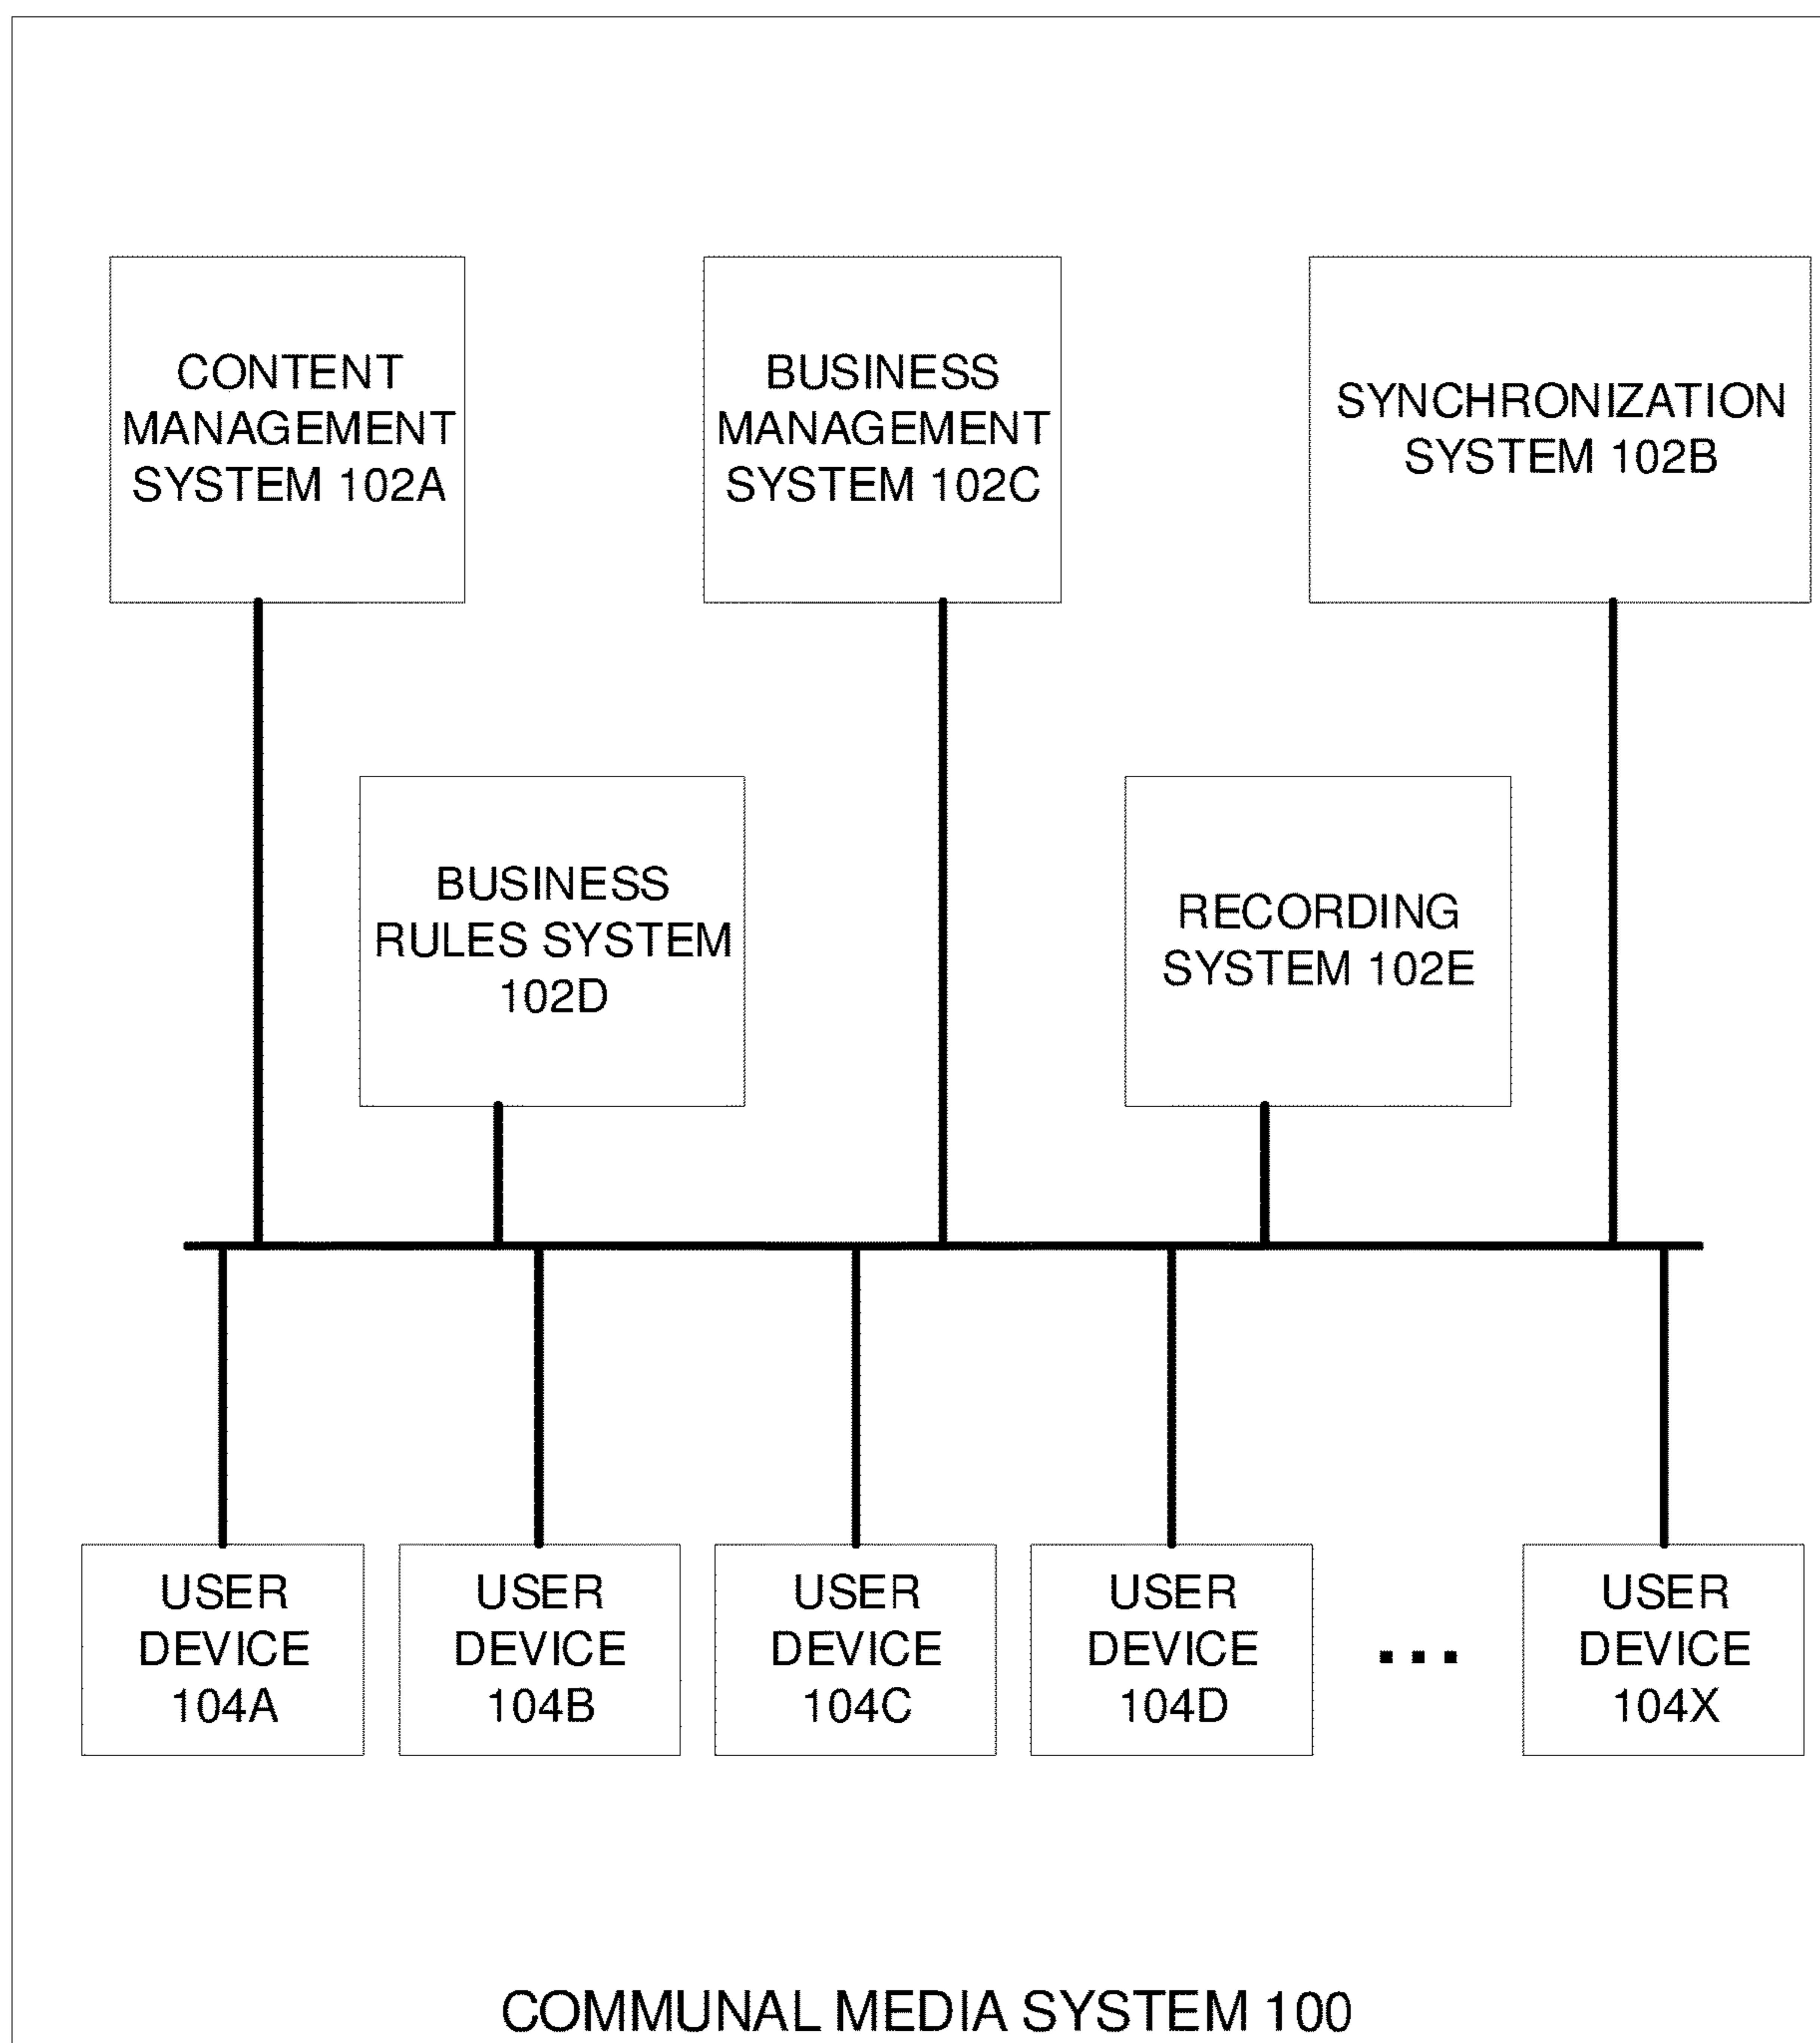 CONTENT
MANAGEMENT
SYSTEM 102A
BUSINESS
MANAGEMENT
SYSTEM 102C
SYNCHRONIZATION
SYSTEM 102B
BUSINESS
RULES SYSTEM
102D
RECORDING
SYSTEM 102E
USER
DEVICE
104A
USER
DEVICE
104B
USER
DEVICE
104C
USER
DEVICE
104D
...
USER
DEVICE
104X
COMMUNAL MEDIA SYSTEM 100